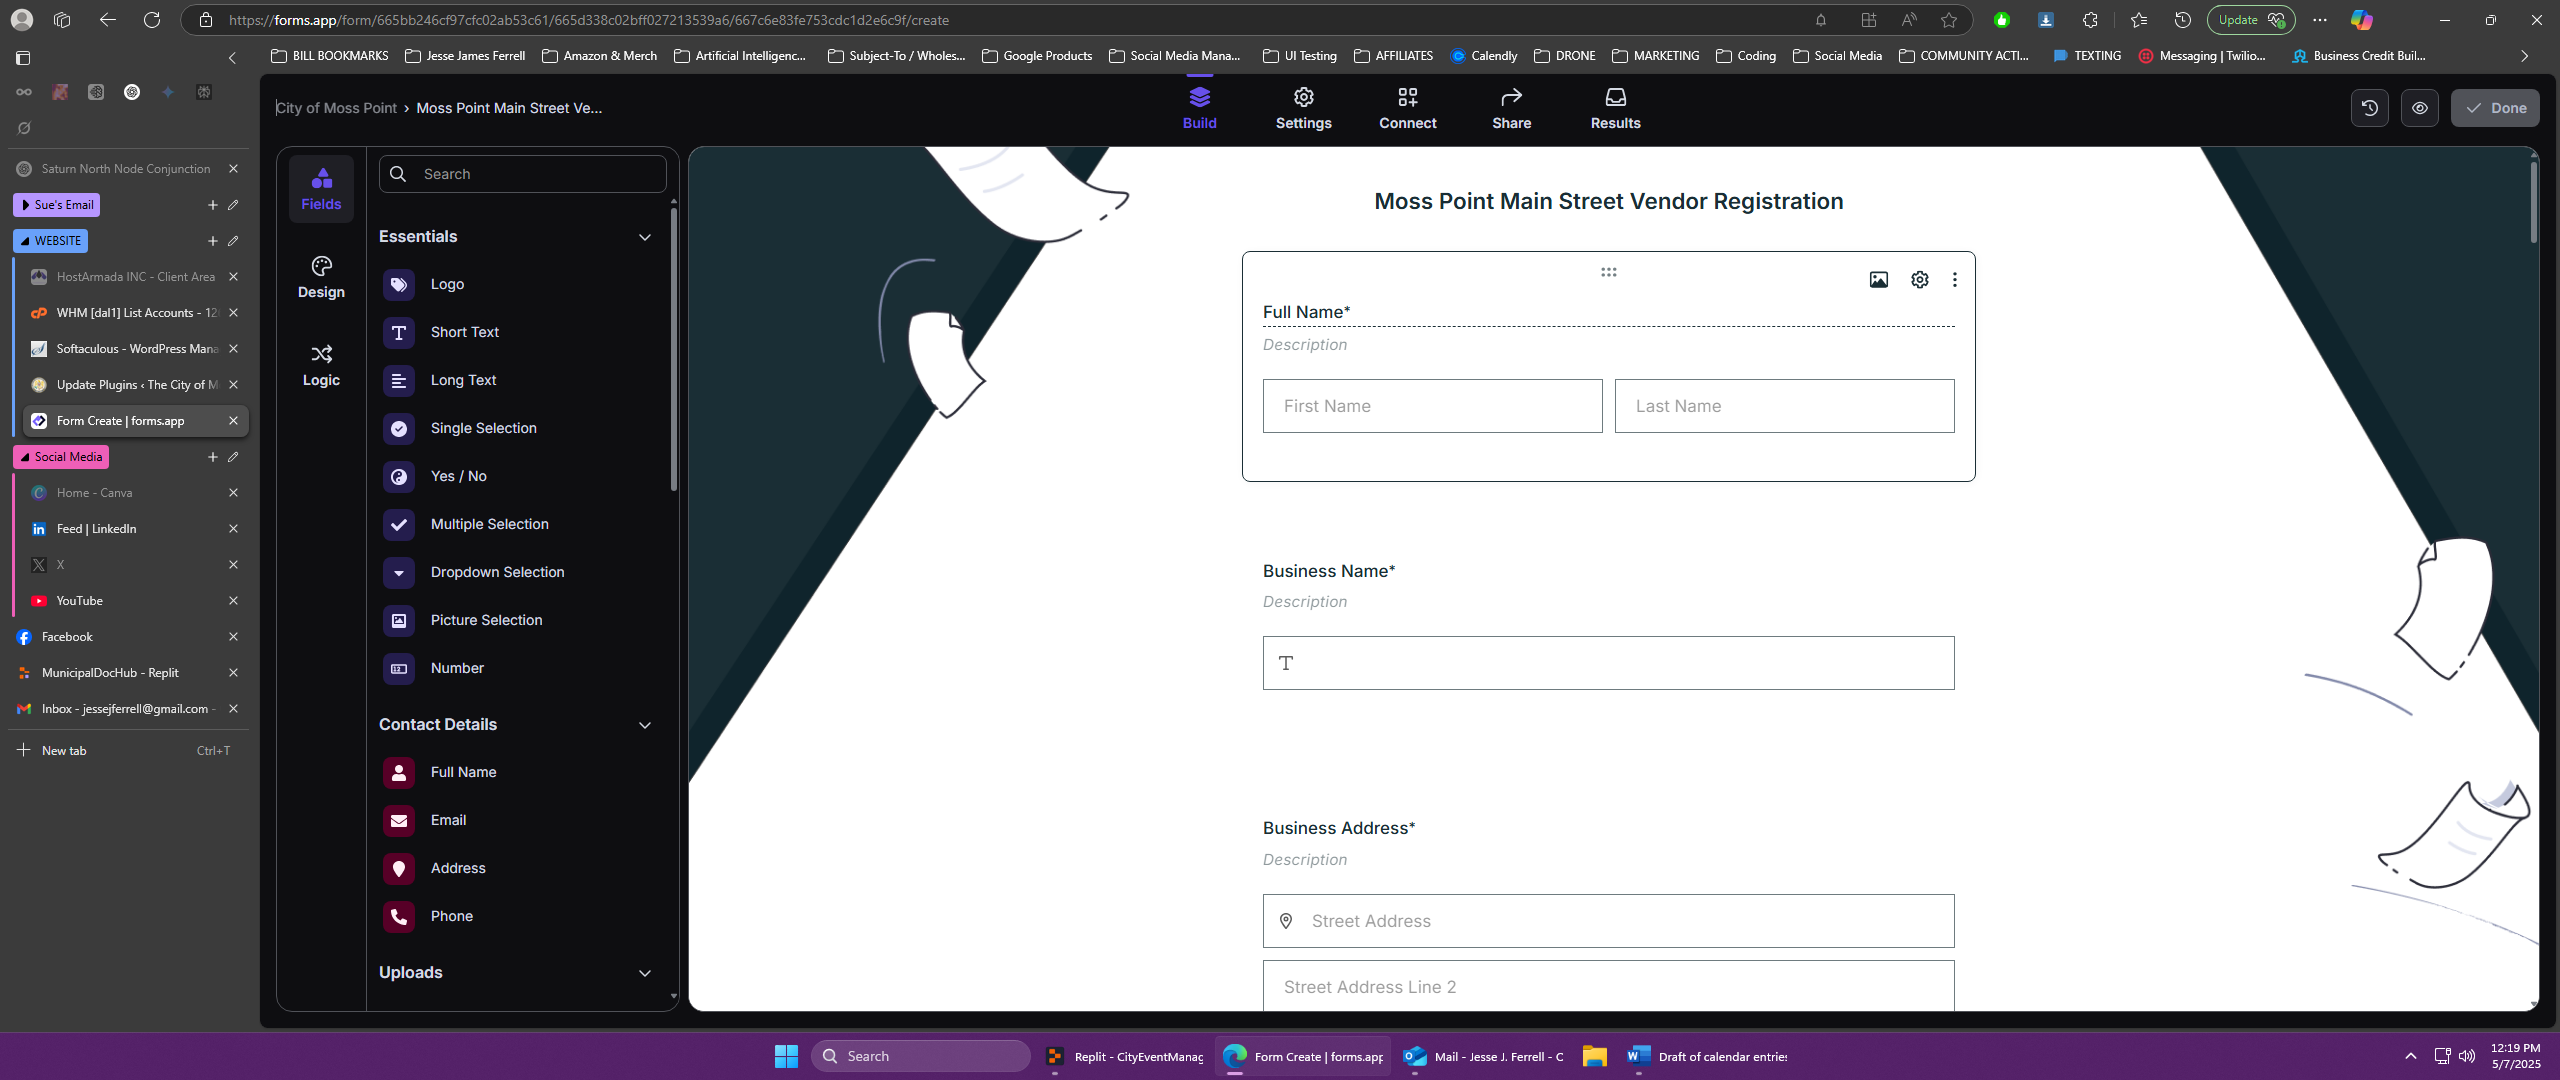 https://forms.app/form/665bb246cf97cfc02ab53c61/665d338c02bff027213539a6/667c6e83fe753cdc1d2e6c9f/create
Update
BILL BOOKMARKS
Jesse James Ferrell
Amazon & Merch
Artificial Intelligenc...
Subject-To / Wholes...
Google Products
Social Media Mana...
UI Testing
AFFILIATES
Calendly
DRONE
MARKETING
Coding
Social Media
COMMUNITY ACTI...
TEXTING
Messaging | Twilio...
Business Credit Buil...
Saturn North Node Conjunction
Sue's Email
WEBSITE
HostArmada INC - Client Area
WHM [dal1] List Accounts - 12
Softaculous - WordPress Mana
Update Plugins ‹ The City of M
Form Create | forms.app
Social Media
Home - Canva
Feed | LinkedIn
X
YouTube
Facebook
MunicipalDocHub - Replit
Inbox - jessejferrell@gmail.com -
New tab
Ctrl+T
City of Moss Point › Moss Point Main Street Ve...
Build
Settings
Connect
Share
Results
Done
Fields
Design
Logic
Search
Essentials
Logo
Short Text
Long Text
Single Selection
Yes / No
Multiple Selection
Dropdown Selection
Picture Selection
Number
Contact Details
Full Name
Email
Address
Phone
Uploads
Moss Point Main Street Vendor Registration
Full Name*
Description
First Name
Last Name
Business Name*
Description
Business Address*
Description
Street Address
Street Address Line 2
Search
Replit - CityEventManag
Form Create | forms.app
Mail - Jesse J. Ferrell - C
Draft of calendar entries
12:19 PM
5/7/2025